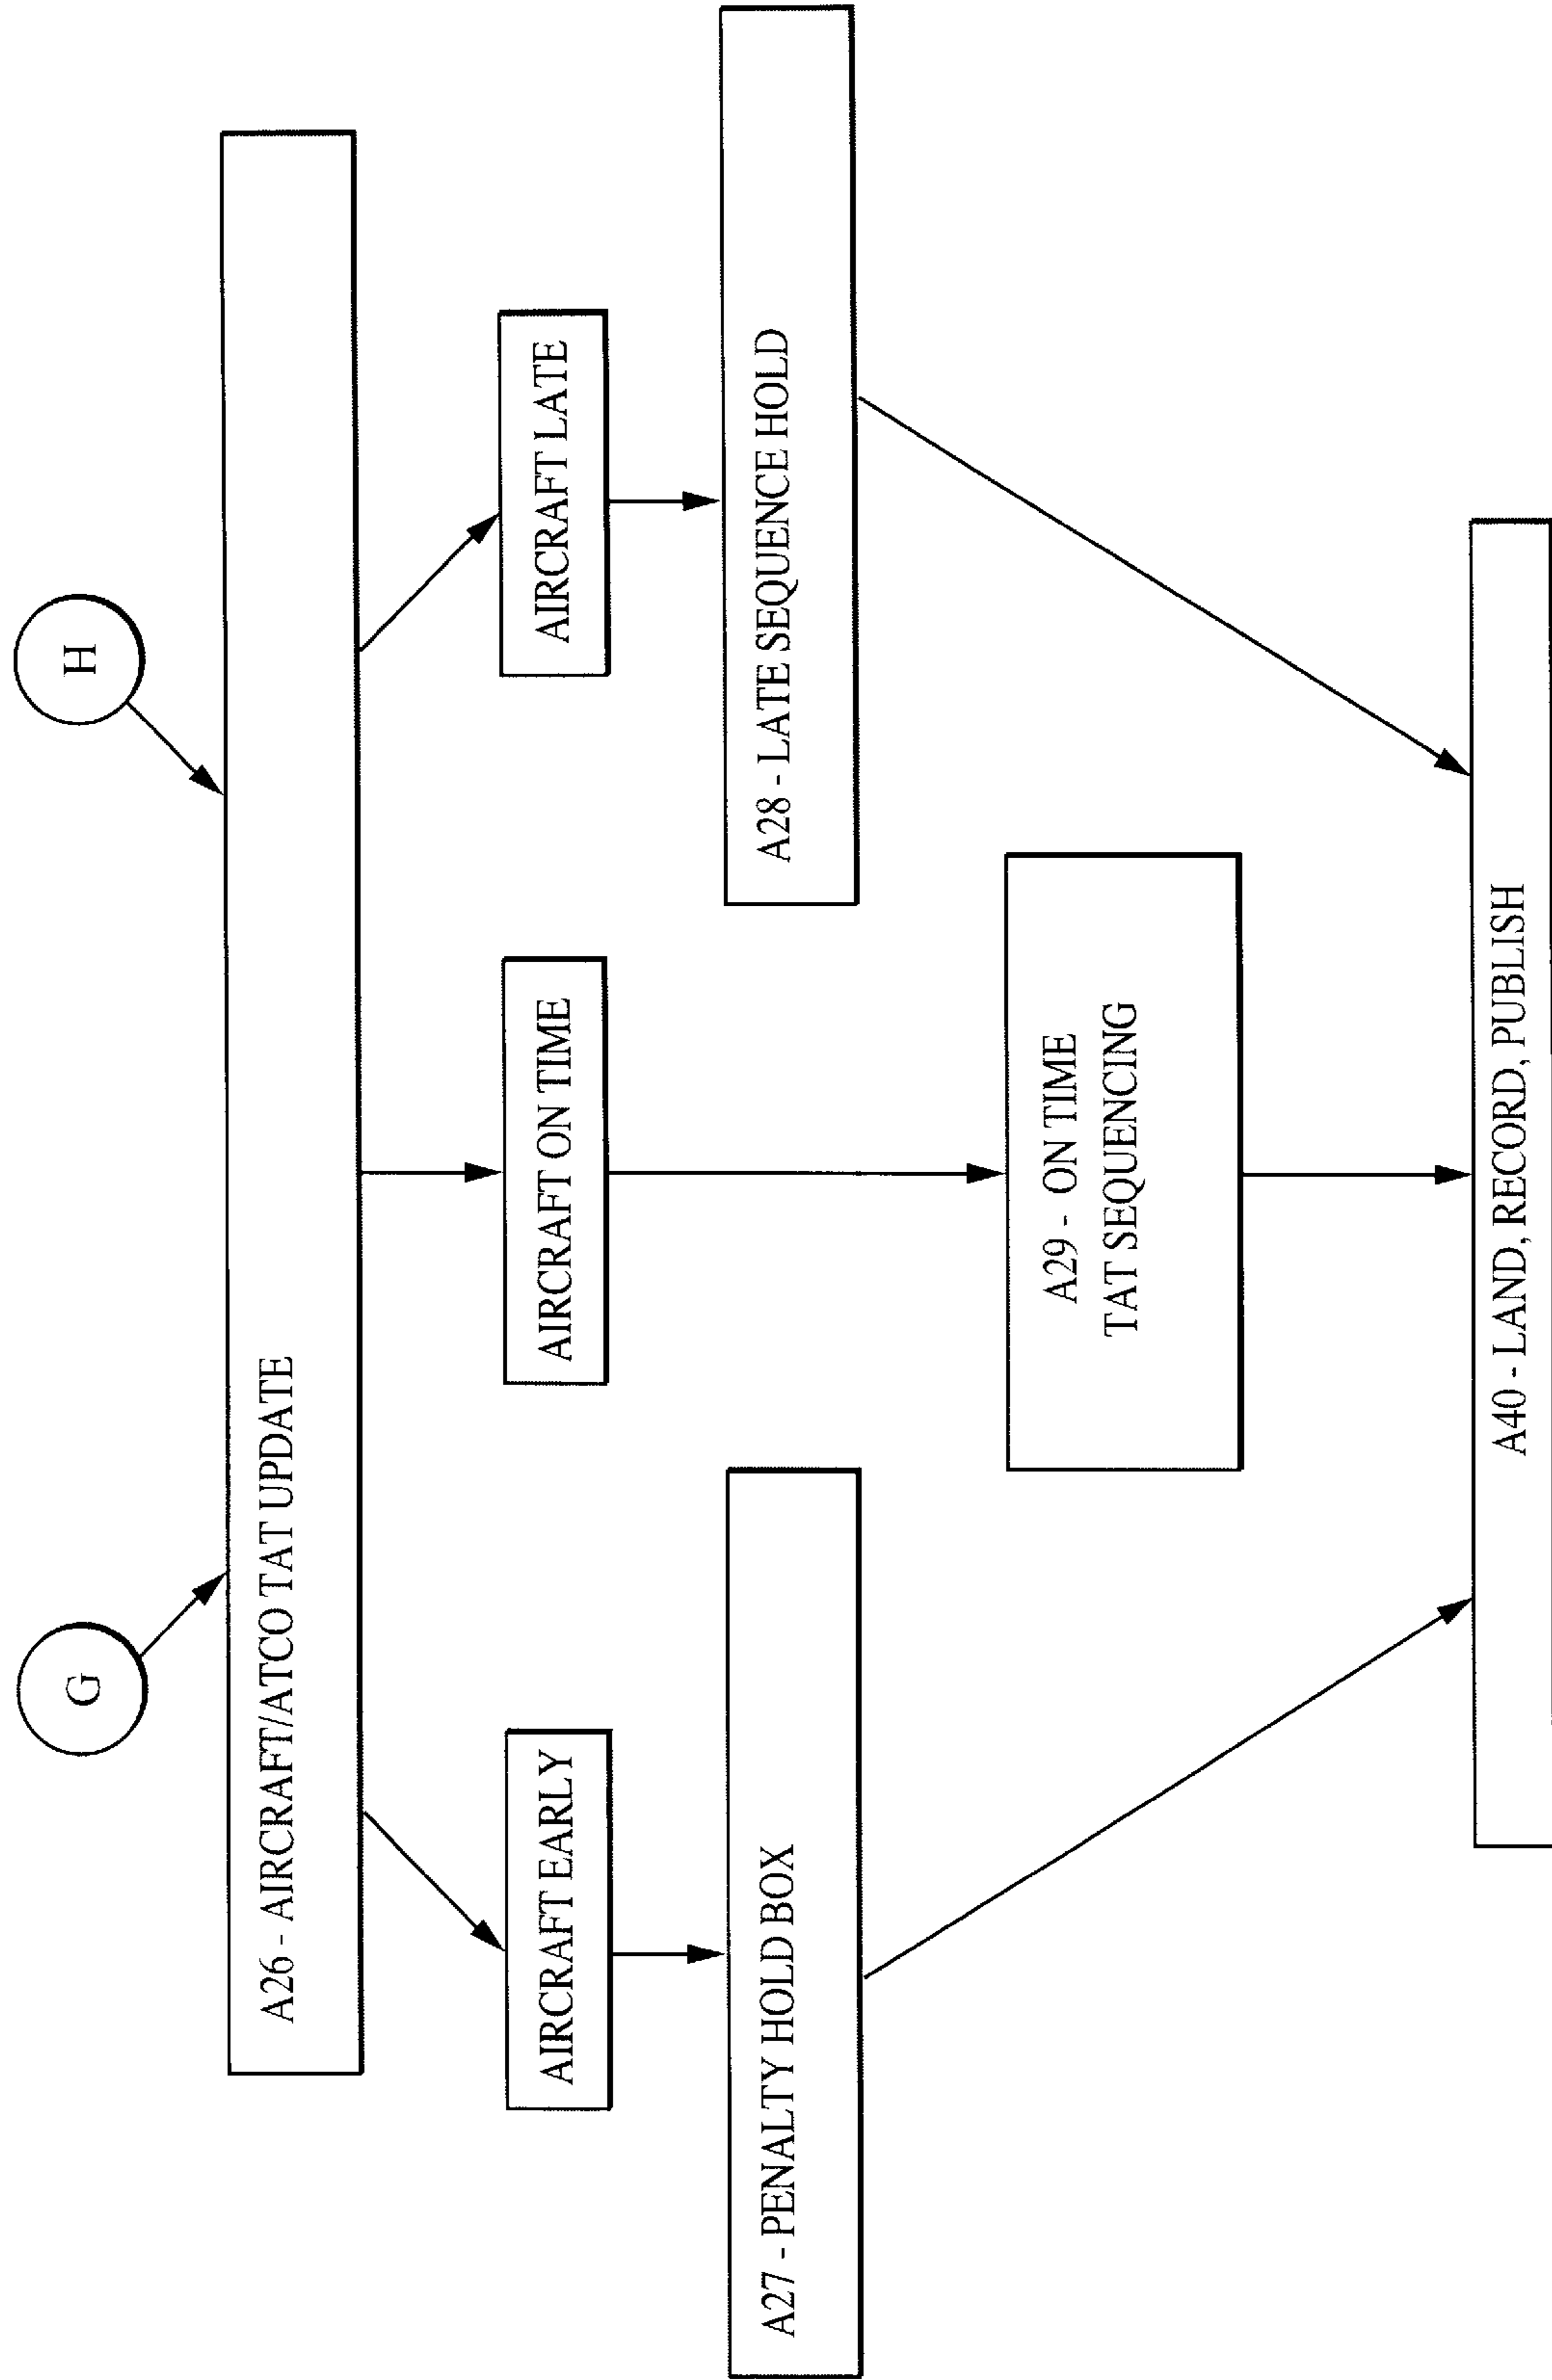 G
H
A26 - AIRCRAFT/ATCO TAT UPDATE
AIRCRAFT EARLY
AIRCRAFT ON TIME
AIRCRAFT LATE
A27 - PENALTY HOLD BOX
A28 - LATE SEQUENCE HOLD
A29 - ON TIME
TAT SEQUENCING
A40 - LAND, RECORD, PUBLISH